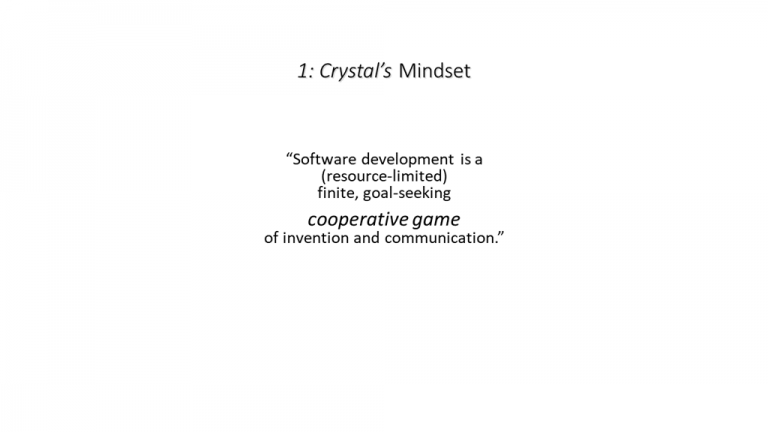 1: Crystal’s Mindset
“Software development is a
(resource-limited)
finite, goal-seeking
cooperative game
of invention and communication.”